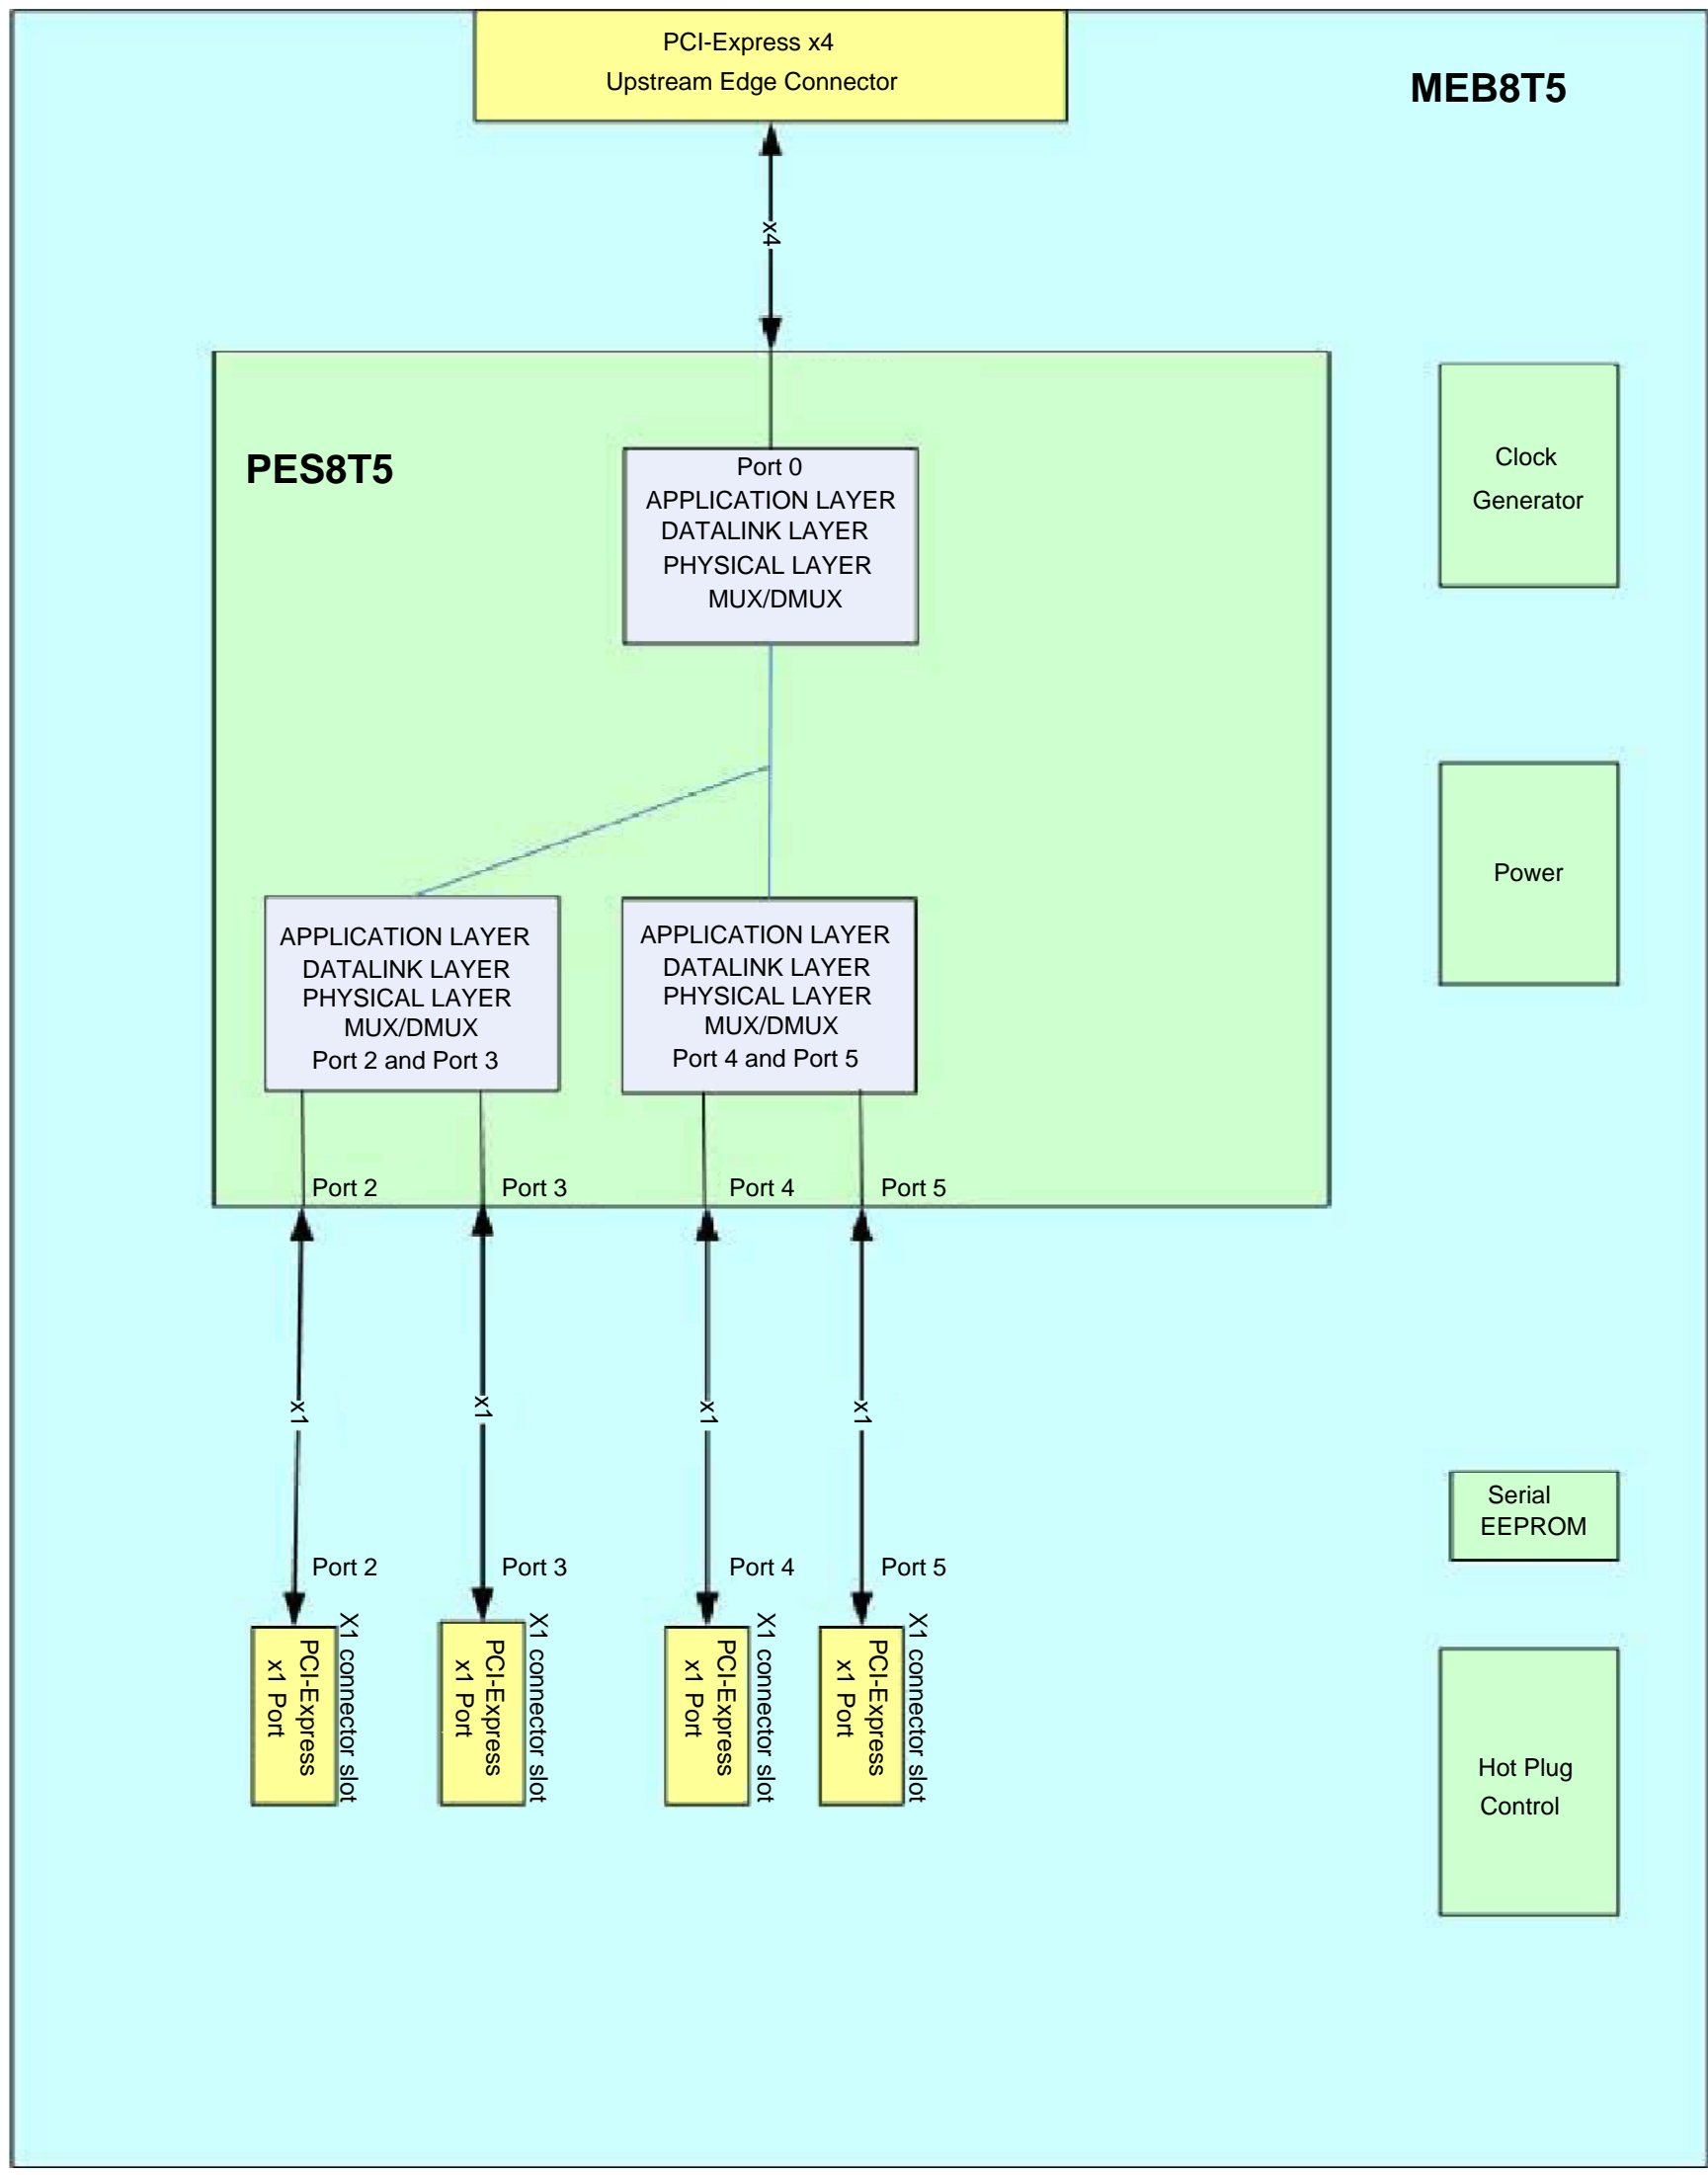 PCI-Express x4
Upstream Edge Connector
MEB8T5
x4
PES8T5
Port 0
APPLICATION LAYER
DATALINK LAYER
PHYSICAL LAYER
MUX/DMUX
Clock
Generator
Power
APPLICATION LAYER
DATALINK LAYER
PHYSICAL LAYER
MUX/DMUX
Port 2 and Port 3
APPLICATION LAYER
DATALINK LAYER
PHYSICAL LAYER
MUX/DMUX
Port 4 and Port 5
Port 2
Port 3
Port 4
Port 5
x1
x1
x1
x1
Serial
EEPROM
Port 2
Port 3
Port 4
Port 5
X1 connector slot
PCI-Express
x1 Port
X1 connector slot
PCI-Express
x1 Port
X1 connector slot
PCI-Express
x1 Port
X1 connector slot
PCI-Express
x1 Port
Hot Plug
Control